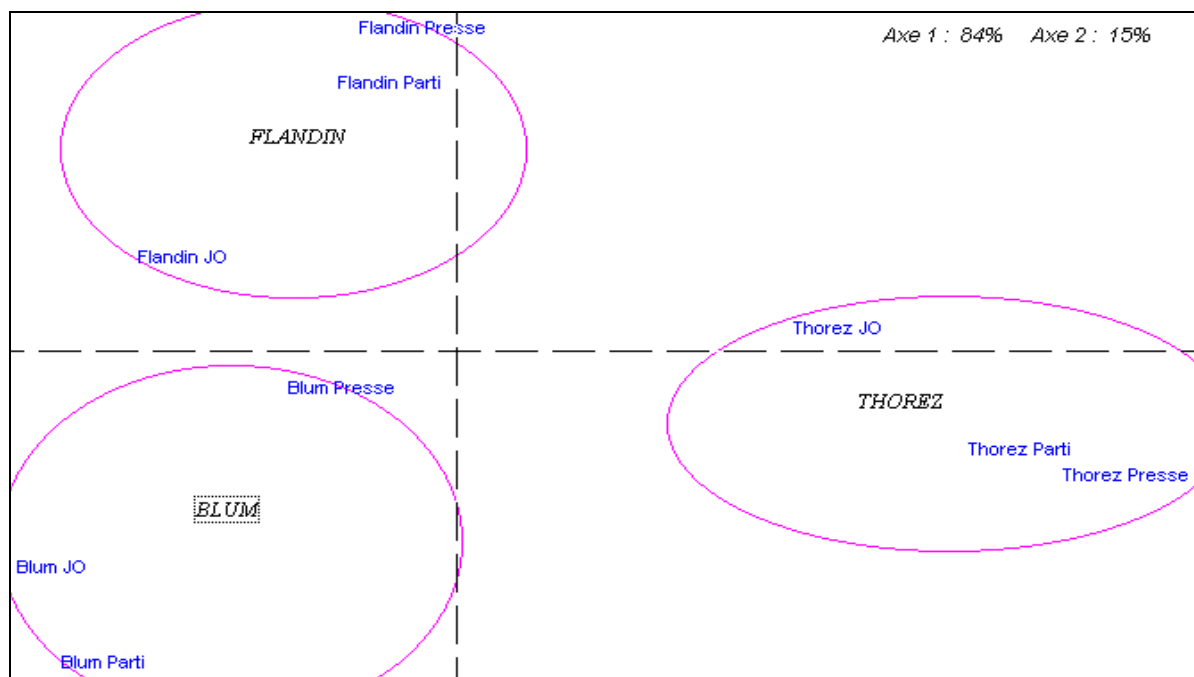 Flandin Presse
Axe 1 : 84% Axe 2 : 15%
Flandin Parti
FLANDIN
Flandin JO
Thorez JO
Blum Presse
THOREZ
Thorez Parti
Thorez Presse
BLUM
Blum JO
Blum Parti